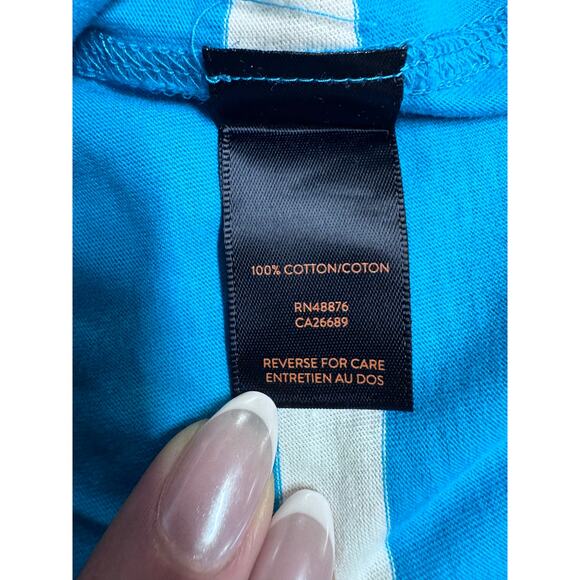 100% COTTON/COTON
RN48876
CA26689
REVERSE FOR CARE
ENTRETIEN AU DOS